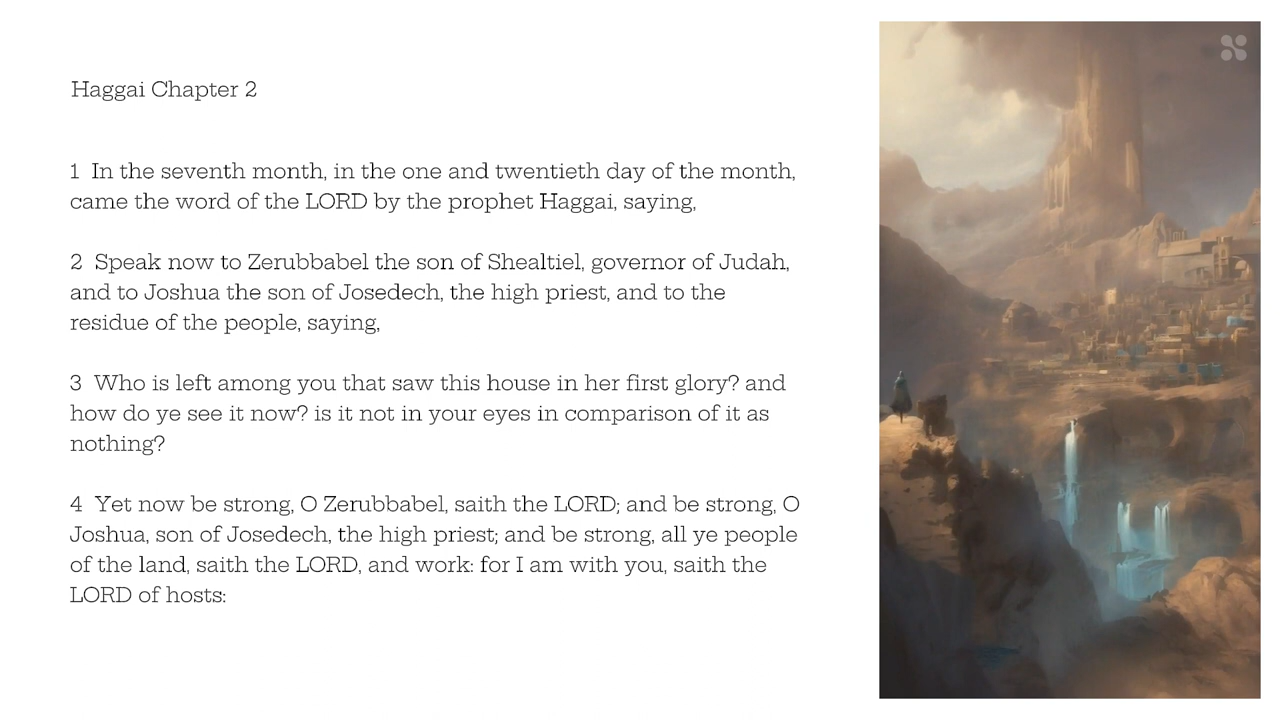 Haggai Chapter 2
1 In the seventh month, in the one and twentieth day of the month,
came the word of the LORD by the prophet Haggai, saying,
2 Speak now to Zerubbabel the son of Shealtiel, governor of Judah,
and to Joshua the son of Josedech, the high priest, and to the
residue of the people, saying,
3 Who is left among you that saw this house in her first glory? and
how do ye see it now? is it not in your eyes in comparison of it as
nothing?
4 Yet now be strong, O Zerubbabel, saith the LORD; and be strong, O
Joshua, son of Josedech, the high priest; and be strong, all ye people
of the land, saith the LORD, and work: for I am with you, saith the
LORD of hosts: